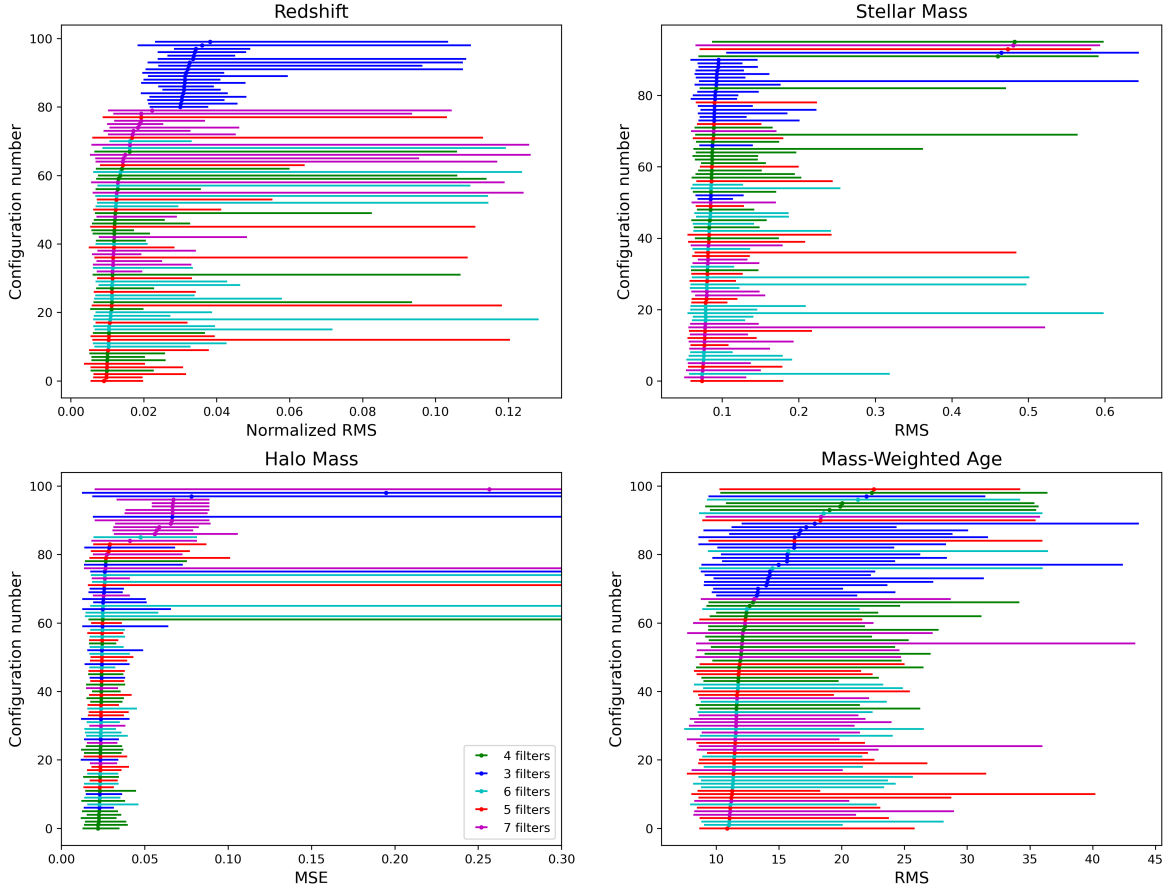 Redshift
Configuration number
100
80
60
40
20
0
0.00 0.02 0.04 0.06 0.08 0.10 0.12
Normalized RMS
Stellar Mass
Configuration number
80
60
40
20
0
0.1 0.2 0.3 0.4 0.5 0.6
RMS
Halo Mass
Configuration number
100
80
60
40
20
0
4 filters
3 filters
6 filters
5 filters
7 filters
0.00 0.05 0.10 0.15 0.20 0.25 0.30
MSE
Mass-Weighted Age
Configuration number
100
80
60
40
20
0
10 15 20 25 30 35 40 45
RMS